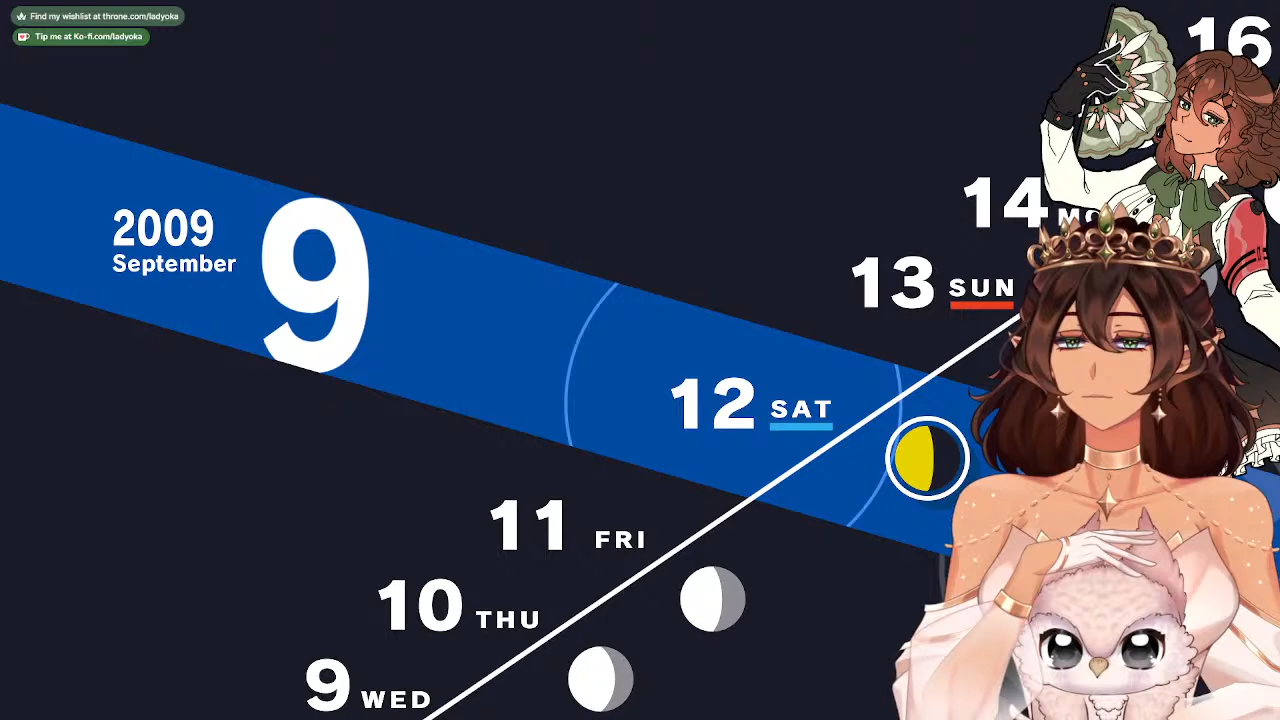 Find my wishlist at throne.com/ladyoka
Tip me at Ko-fi.com/ladyoka
16
14
13 SUN
2009
September
9
12 SAT
11 FRI
10 THU
9 WED